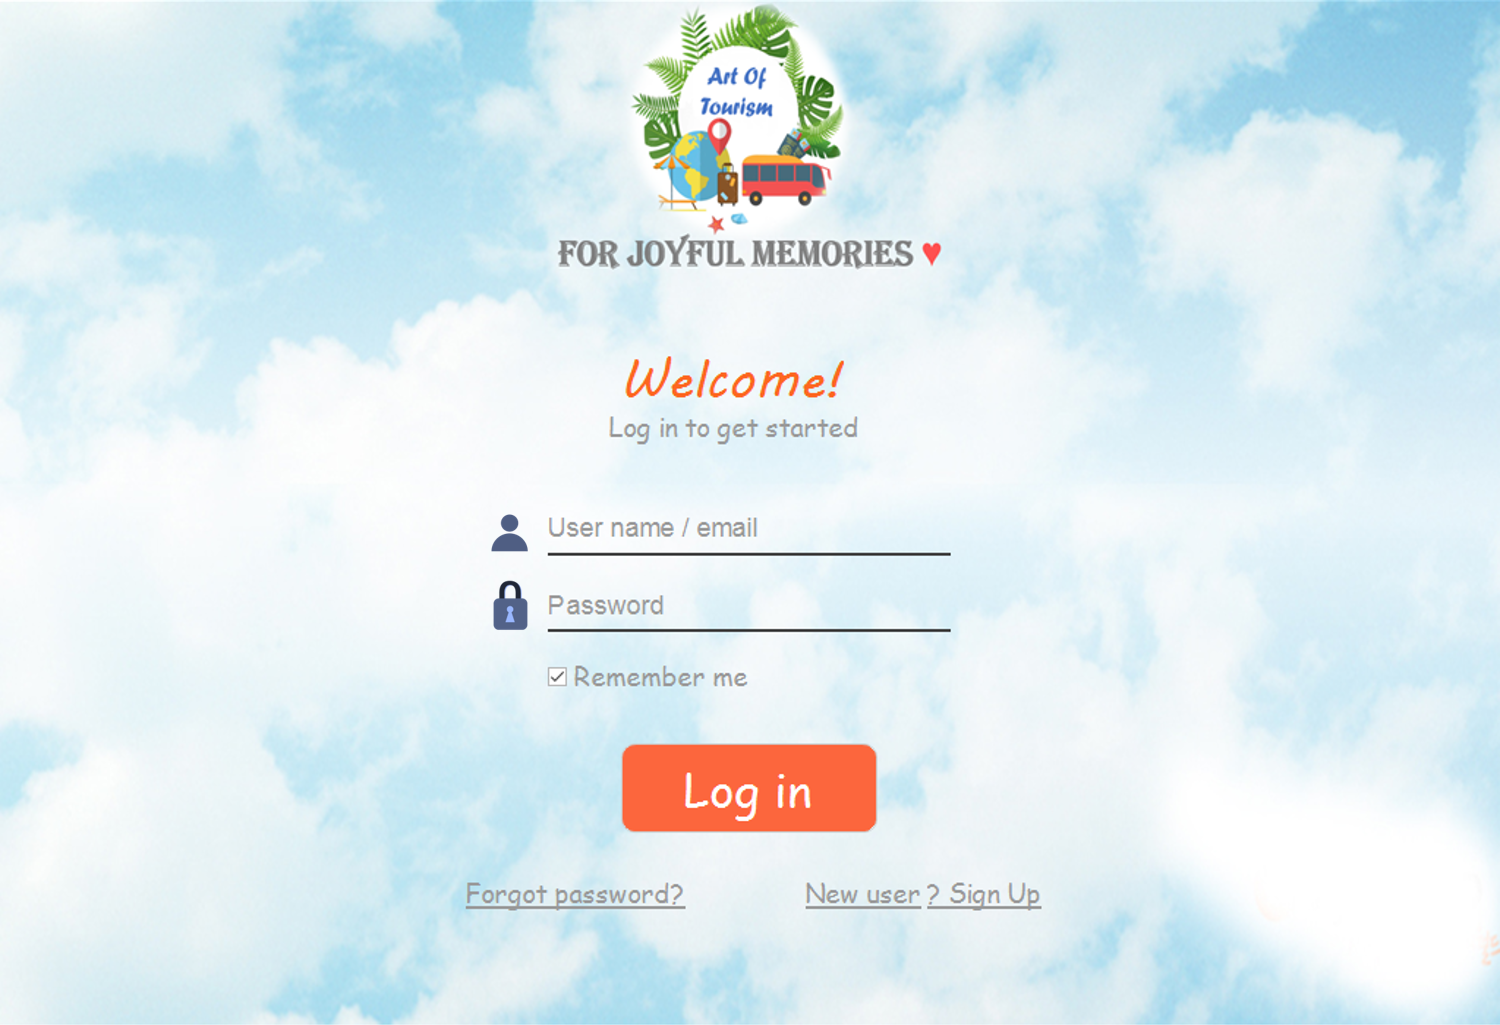 Art Of
Tourism
FOR JOYFUL MEMORIES ♥
Welcome!
Log in to get started
User name / email
Password
Remember me
Log in
Forgot password?
New user ? Sign Up